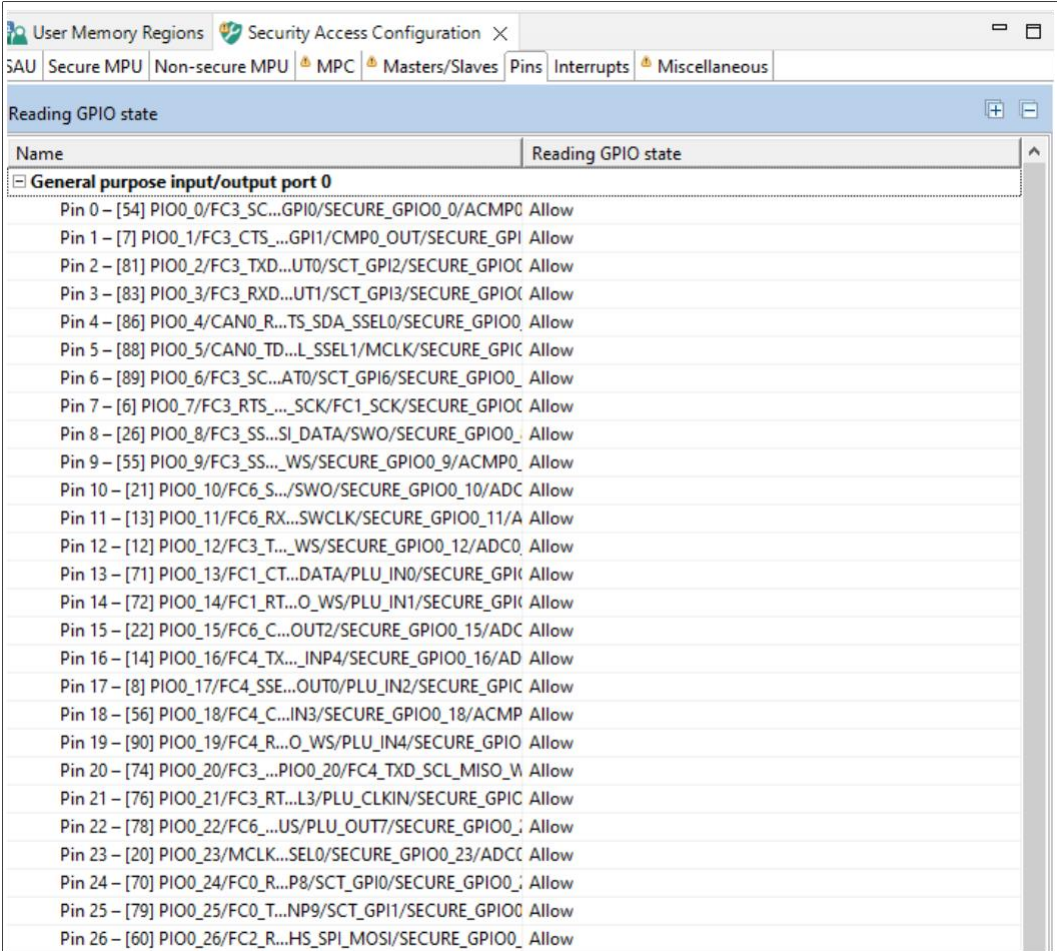 User Memory Regions Security Access Configuration
SAU Secure MPU Non-secure MPU MPC Masters/Slaves Pins Interrupts Miscellaneous
Reading GPIO state
Name Reading GPIO state
General purpose input/output port 0
Pin 0 – [54] PIO0_0/FC3_SC...GPI0/SECURE_GPIO0_0/ACMP0 Allow
Pin 1 – [7] PIO0_1/FC3_CTS_...GPI1/CMP0_OUT/SECURE_GPI Allow
Pin 2 – [81] PIO0_2/FC3_TXD...UT0/SCT_GPI2/SECURE_GPIO0 Allow
Pin 3 – [83] PIO0_3/FC3_RXD...UT1/SCT_GPI3/SECURE_GPIO0 Allow
Pin 4 – [86] PIO0_4/CAN0_R...TS_SDA_SSEL0/SECURE_GPIO0_ Allow
Pin 5 – [88] PIO0_5/CAN0_TD...L_SSEL1/MCLK/SECURE_GPIO Allow
Pin 6 – [89] PIO0_6/FC3_SC...AT0/SCT_GPI6/SECURE_GPIO0_ Allow
Pin 7 – [6] PIO0_7/FC3_RTS_..._SCK/FC1_SCK/SECURE_GPIO0 Allow
Pin 8 – [26] PIO0_8/FC3_SS...SI_DATA/SWO/SECURE_GPIO0_ Allow
Pin 9 – [55] PIO0_9/FC3_SS..._WS/SECURE_GPIO0_9/ACMP0_ Allow
Pin 10 – [21] PIO0_10/FC6_S.../SWO/SECURE_GPIO0_10/ADC Allow
Pin 11 – [13] PIO0_11/FC6_RX...SWCLK/SECURE_GPIO0_11/A Allow
Pin 12 – [12] PIO0_12/FC3_T..._WS/SECURE_GPIO0_12/ADC0_ Allow
Pin 13 – [71] PIO0_13/FC1_CT...DATA/PLU_IN0/SECURE_GPI Allow
Pin 14 – [72] PIO0_14/FC1_RT...O_WS/PLU_IN1/SECURE_GPI Allow
Pin 15 – [22] PIO0_15/FC6_C...OUT2/SECURE_GPIO0_15/ADC Allow
Pin 16 – [14] PIO0_16/FC4_TX..._INP4/SECURE_GPIO0_16/AD Allow
Pin 17 – [8] PIO0_17/FC4_SSE...OUT0/PLU_IN2/SECURE_GPIO Allow
Pin 18 – [56] PIO0_18/FC4_C...IN3/SECURE_GPIO0_18/ACMP Allow
Pin 19 – [90] PIO0_19/FC4_R...O_WS/PLU_IN4/SECURE_GPIO Allow
Pin 20 – [74] PIO0_20/FC3_...PIO0_20/FC4_TXD_SCL_MISO_W Allow
Pin 21 – [76] PIO0_21/FC3_RT...L3/PLU_CLKIN/SECURE_GPIO Allow
Pin 22 – [78] PIO0_22/FC6_...US/PLU_OUT7/SECURE_GPIO0_2 Allow
Pin 23 – [20] PIO0_23/MCLK...SEL0/SECURE_GPIO0_23/ADC0 Allow
Pin 24 – [70] PIO0_24/FC0_R...P8/SCT_GPI0/SECURE_GPIO0_2 Allow
Pin 25 – [79] PIO0_25/FC0_T...NP9/SCT_GPI1/SECURE_GPIO0 Allow
Pin 26 – [60] PIO0_26/FC2_R...HS_SPI_MOSI/SECURE_GPIO0_ Allow